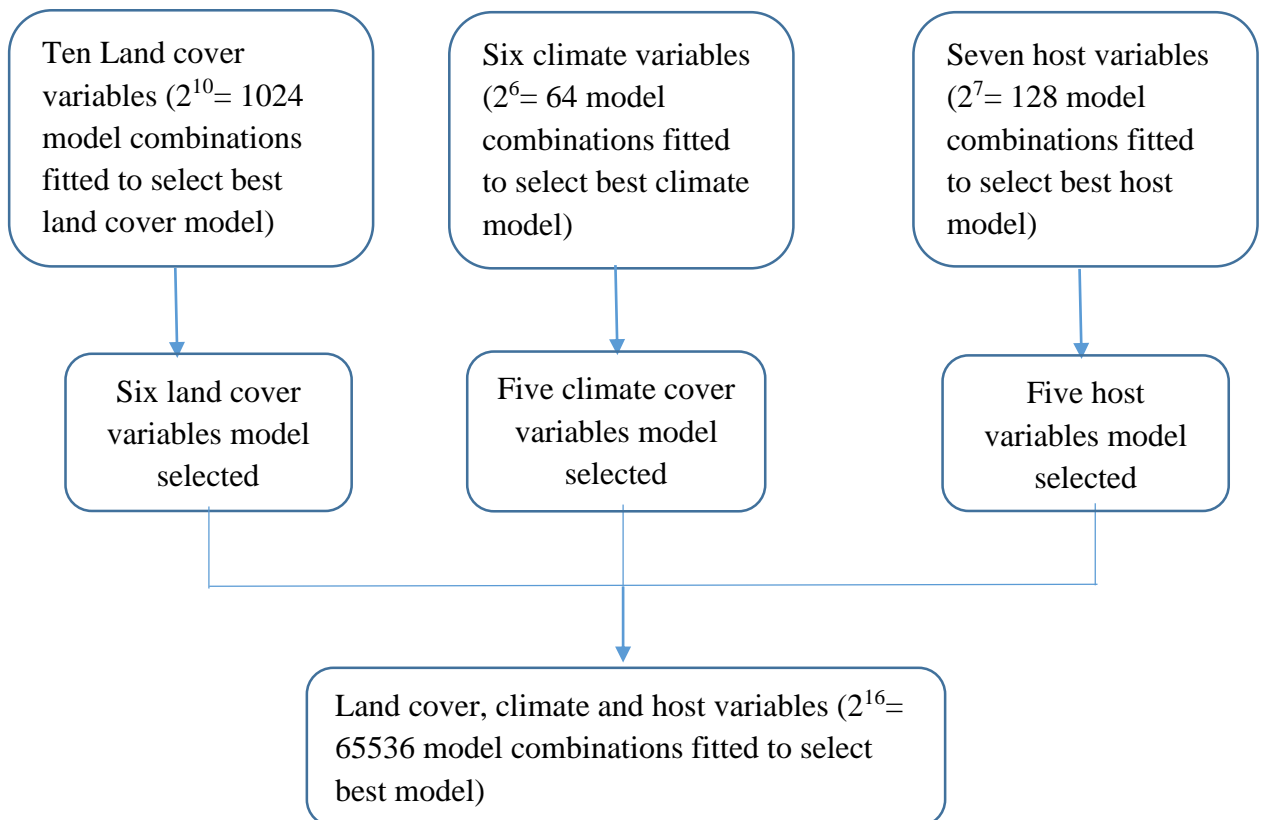 Ten Land cover
variables (2^10= 1024
model combinations
fitted to select best
land cover model)
Six climate variables
(2^6= 64 model
combinations fitted
to select best climate
model)
Seven host variables
(2^7= 128 model
combinations fitted
to select best host
model)
Six land cover
variables model
selected
Five climate cover
variables model
selected
Five host
variables model
selected
Land cover, climate and host variables (2^16=
65536 model combinations fitted to select
best model)